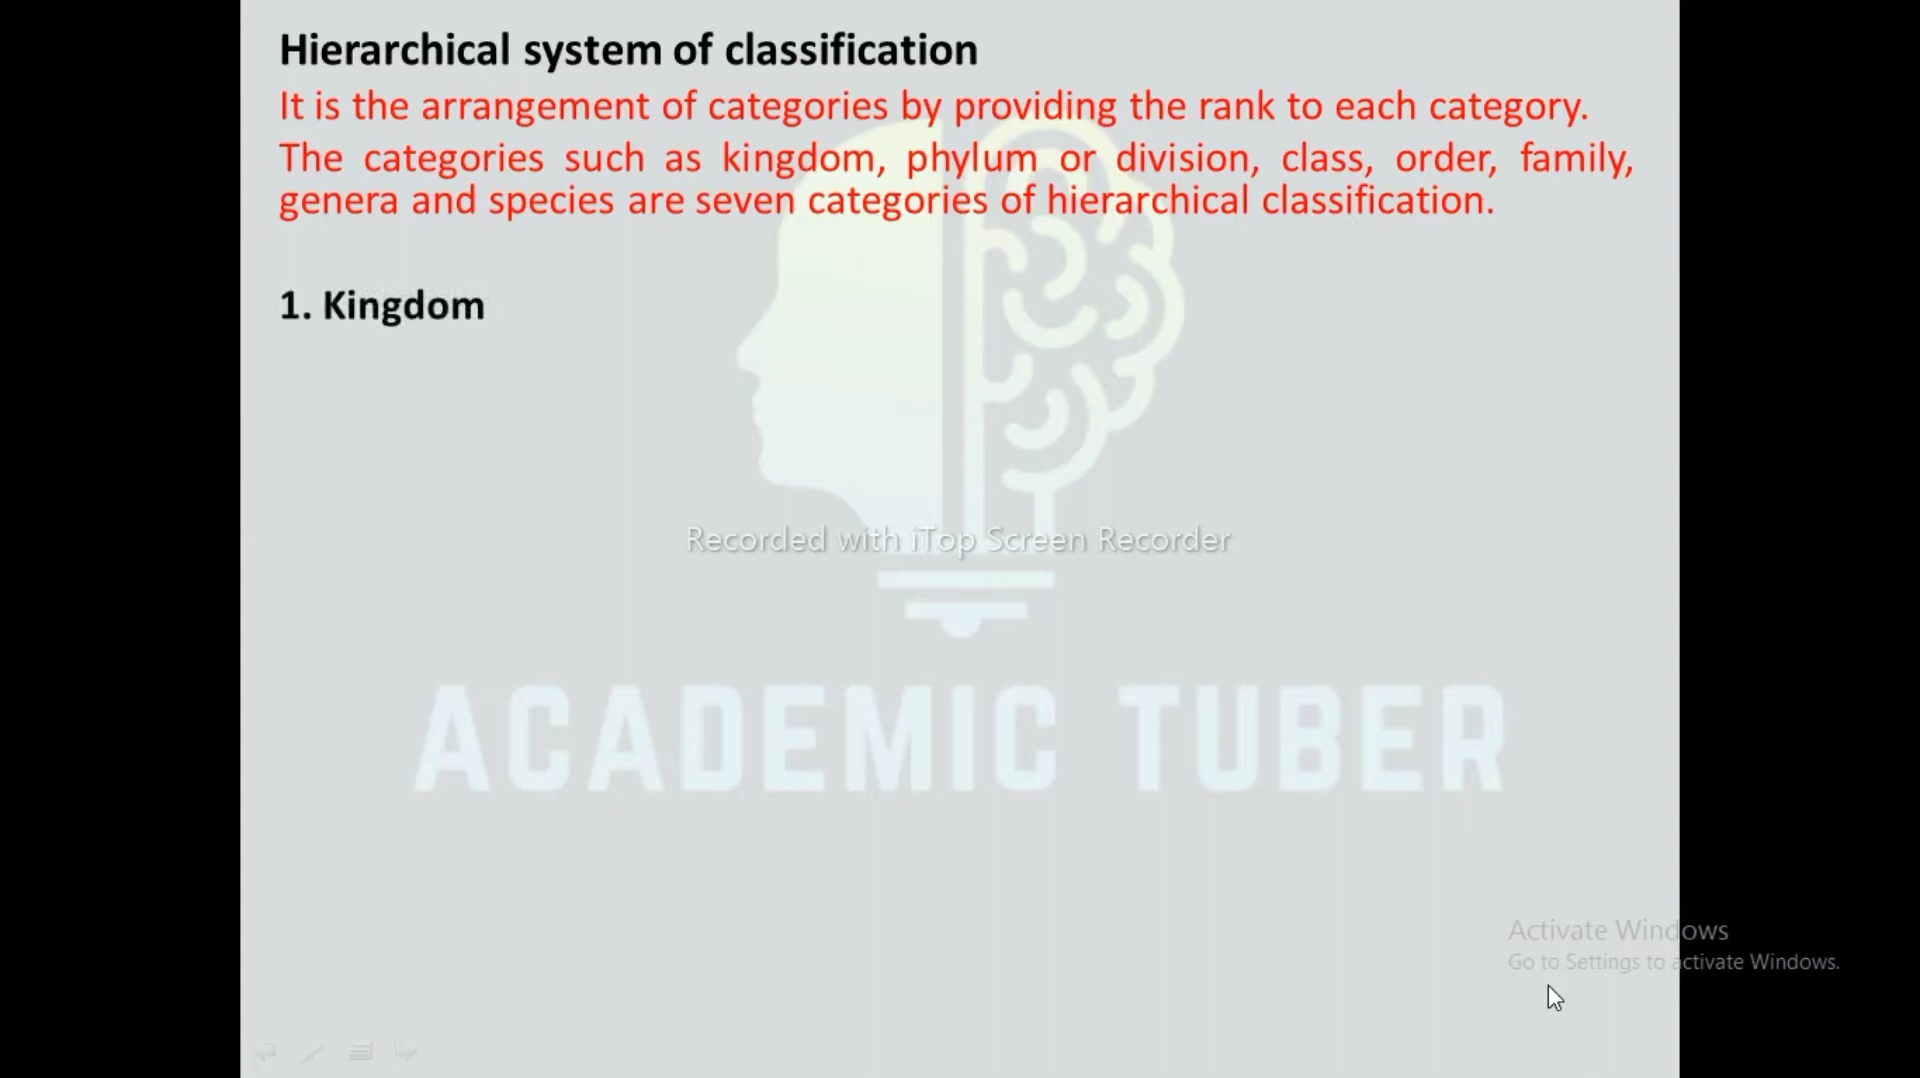 Hierarchical system of classification
It is the arrangement of categories by providing the rank to each category.
The categories such as kingdom, phylum or division, class, order, family,
genera and species are seven categories of hierarchical classification.
1. Kingdom
Recorded with iTop Screen Recorder
ACADEMIC TUBER
Activate Windows
Go to Settings to activate Windows.